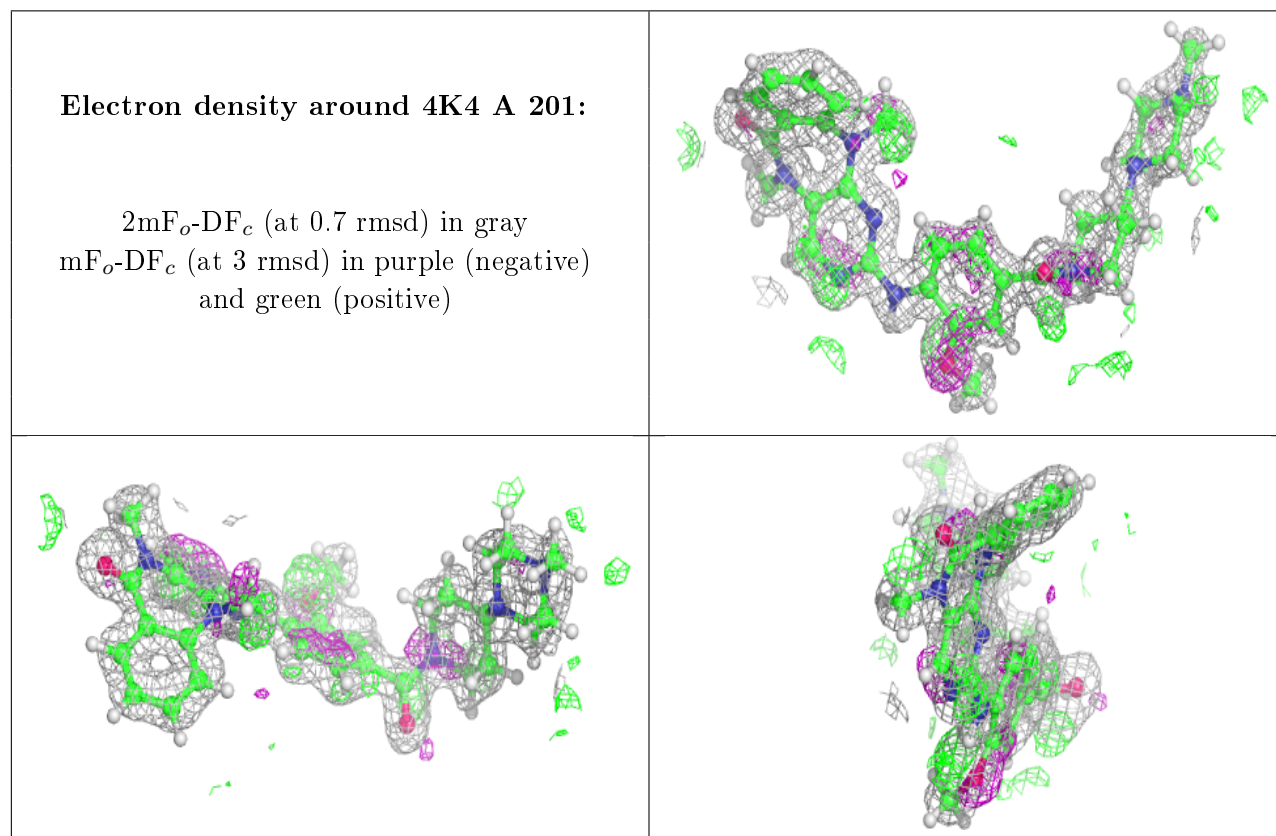 Electron density around 4K4 A 201:
2mFo-DFc (at 0.7 rmsd) in gray
mFo-DFc (at 3 rmsd) in purple (negative)
and green (positive)